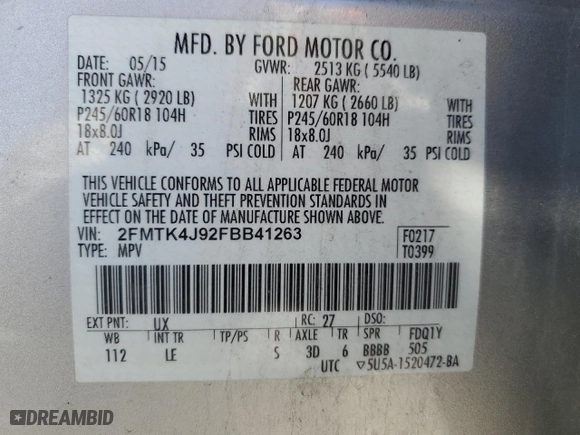 MFD. BY FORD MOTOR CO.
DATE: 05/15 GVWR: 2513 KG ( 5540 LB)
FRONT GAWR: REAR GAWR:
1325 KG ( 2920 LB) WITH 1207 KG ( 2660 LB) WITH
P245/60R18 104H TIRES P245/60R18 104H TIRES
18x8.0J RIMS 18x8.0J RIMS
AT 240 kPa/ 35 PSI COLD AT 240 kPa/ 35 PSI COLD
THIS VEHICLE CONFORMS TO ALL APPLICABLE FEDERAL MOTOR
VEHICLE SAFETY AND THEFT PREVENTION STANDARDS IN
EFFECT ON THE DATE OF MANUFACTURE SHOWN ABOVE.
VIN: 2FMTK4J92FBB41263 F0217
TYPE: MPV T0399
EXT PNT: UX RC: 27 DSO:
WB INT TR TP/PS R AXLE TR SPR FDQ1Y
112 LE S 3D 6 BBBB 505
UTC ▽5U5A-1520472-BA
DREAMBID